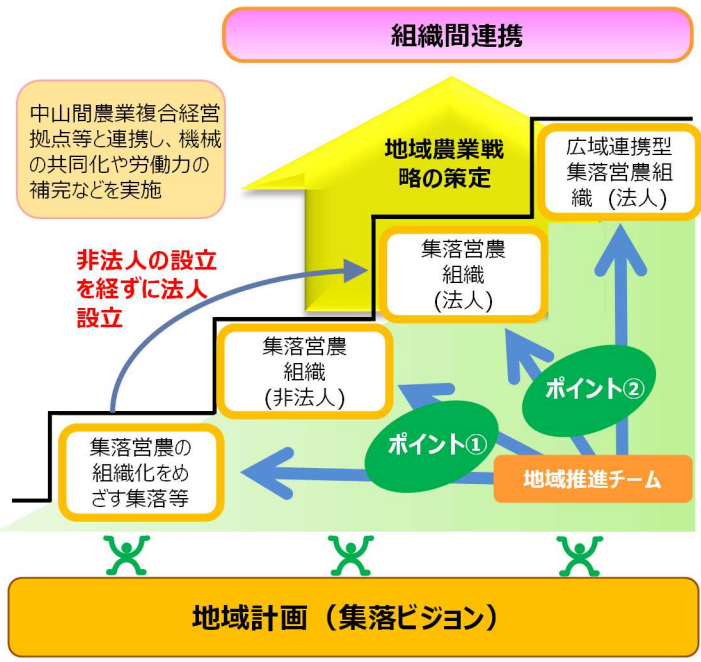 組織間連携
中山間農業複合経営
拠点等と連携し、機械
の共同化や労働力の
補完などを実施
地域農業戦
略の策定
広域連携型
集落営農組
織（法人）
非法人の設立
を経ずに法人
設立
集落営農
組織
(法人)
集落営農
組織
(非法人)
ポイント②
ポイント①
集落営農の
組織化をめ
ざす集落等
地域推進チーム
地域計画（集落ビジョン）